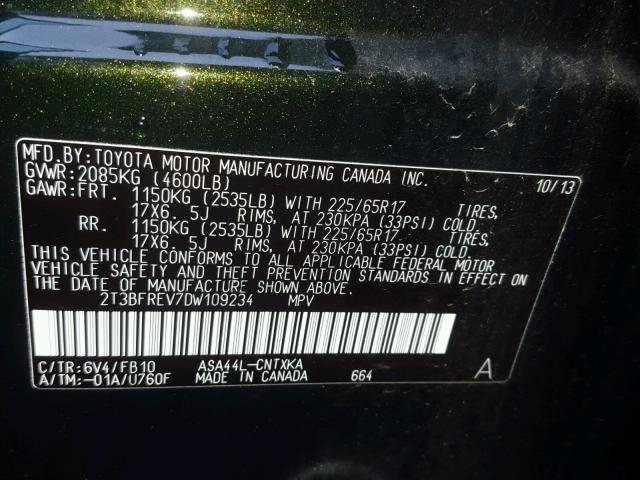 MFD.BY:TOYOTA MOTOR MANUFACTURING CANADA INC. 10/13
GVWR:2085KG (4600LB)
GAWR:FRT. 1150KG (2535LB) WITH 225/65R17 TIRES,
17X6. 5J RIMS, AT 230KPA (33PSI) COLD.
RR. 1150KG (2535LB) WITH 225/65R17 TIRES,
17X6. 5J RIMS, AT 230KPA (33PSI) COLD.
THIS VEHICLE CONFORMS TO ALL APPLICABLE FEDERAL MOTOR
VEHICLE SAFETY AND THEFT PREVENTION STANDARDS IN EFFECT ON
THE DATE OF MANUFACTURE SHOWN ABOVE.
2T3BFREV7DW109234 MPV
C/TR:6V4/FB10 ASA44L-CNTXKA
A/TM:-01A/U760F MADE IN CANADA 664 A